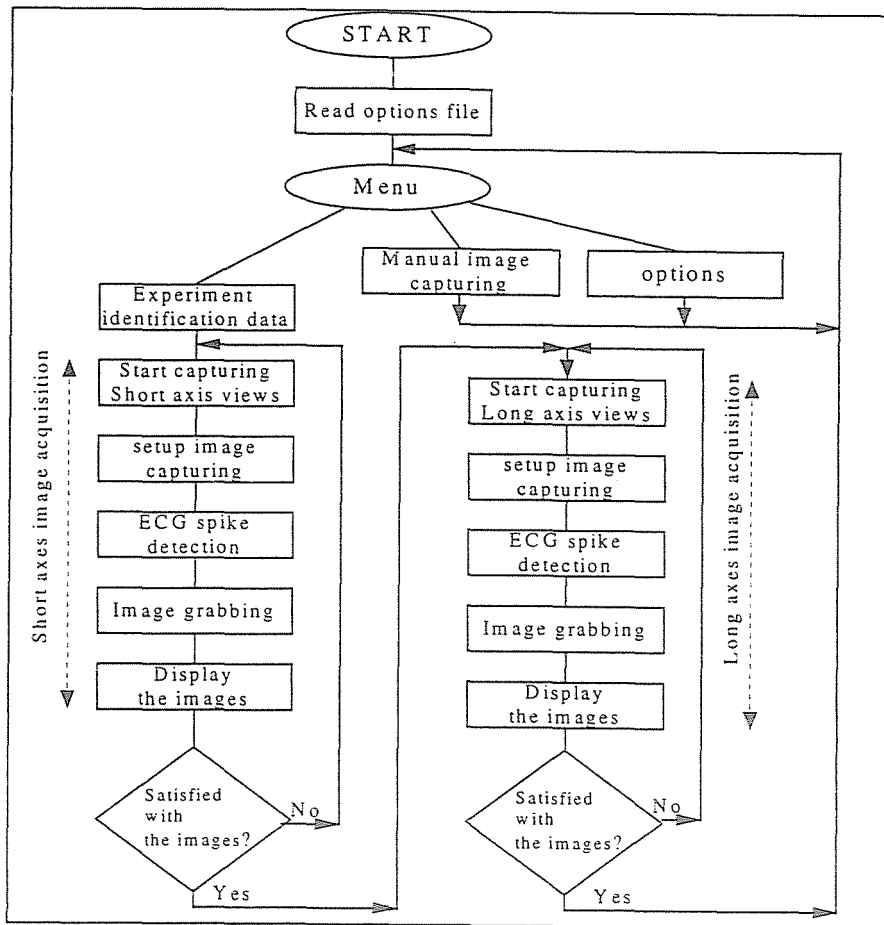 START
Read options file
Menu
Manual image
capturing
options
Experiment
identification data
Short axes image acquisition
Start capturing
Short axis views
setup image
capturing
ECG spike
detection
Image grabbing
Display
the images
Satisfied
with
the images?
No
Yes
Start capturing
Long axis views
setup image
capturing
ECG spike
detection
Image grabbing
Display
the images
Satisfied
with
the images?
No
Yes
Long axes image acquisition